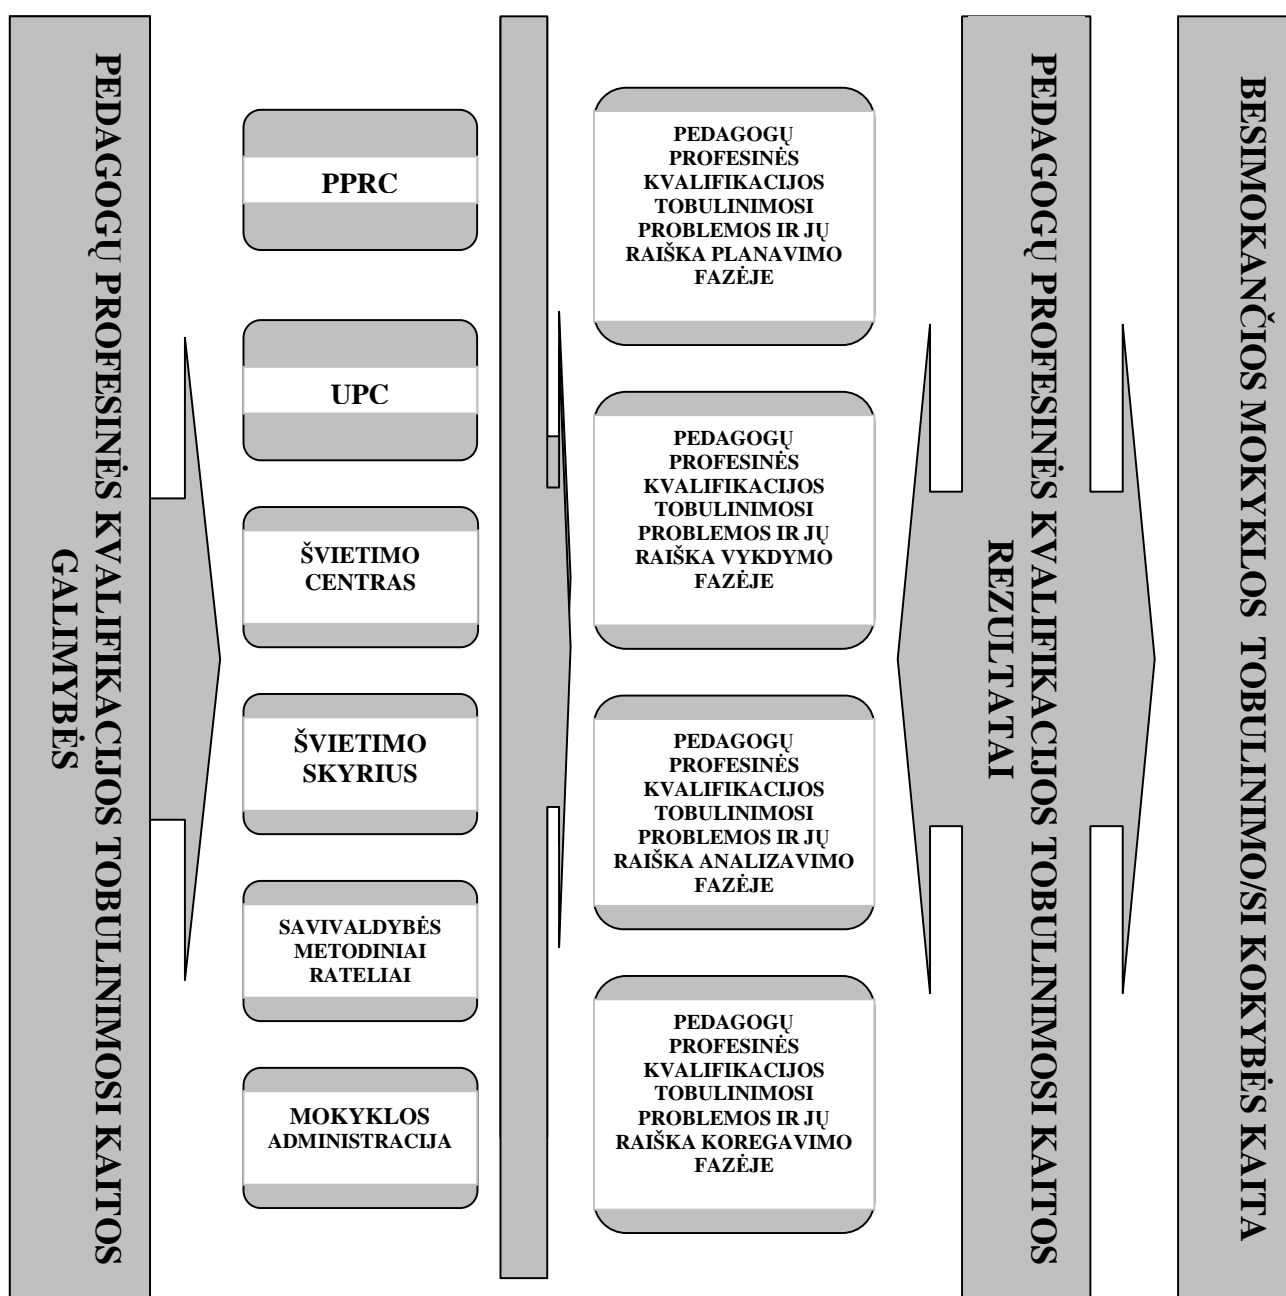 PEDAGOGŲ PROFESINĖS KVALIFIKACIJOS TOBULINIMOSI KAITOS
GALIMYBĖS
PPRC
UPC
ŠVIETIMO
CENTRAS
ŠVIETIMO
SKYRIUS
SAVIVALDYBĖS
METODINIAI
RATELIAI
MOKYKLOS
ADMINISTRACIJA
PEDAGOGŲ
PROFESINĖS
KVALIFIKACIJOS
TOBULINIMOSI
PROBLEMOS IR JŲ
RAIŠKA PLANAVIMO
FAZĖJE
PEDAGOGŲ
PROFESINĖS
KVALIFIKACIJOS
TOBULINIMOSI
PROBLEMOS IR JŲ
RAIŠKA VYKDYMO
FAZĖJE
PEDAGOGŲ
PROFESINĖS
KVALIFIKACIJOS
TOBULINIMOSI
PROBLEMOS IR JŲ
RAIŠKA ANALIZAVIMO
FAZĖJE
PEDAGOGŲ
PROFESINĖS
KVALIFIKACIJOS
TOBULINIMOSI
PROBLEMOS IR JŲ
RAIŠKA KOREGAVIMO
FAZĖJE
PEDAGOGŲ PROFESINĖS KVALIFIKACIJOS TOBULINIMOSI KAITOS
REZULTATAI
BESIMOKANČIOS MOKYKLOS TOBULINIMO/SI KOKYBĖS KAITA